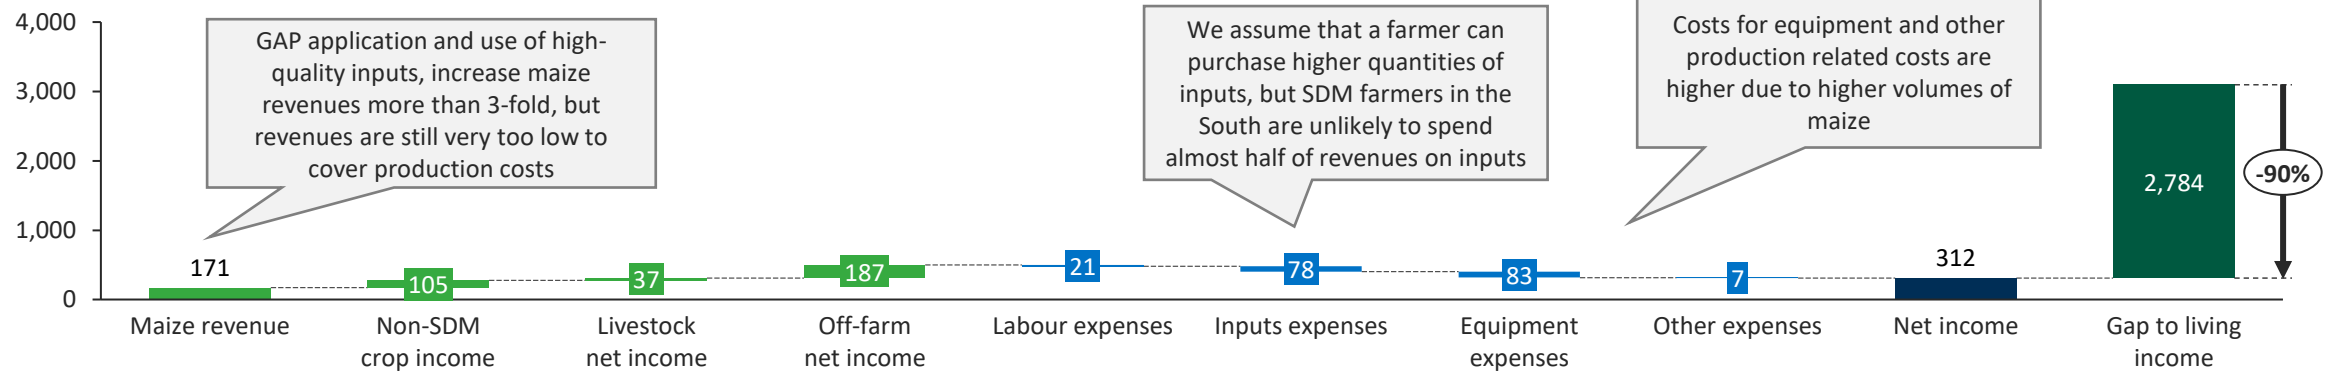 4,000
3,000
2,000
1,000
0
GAP application and use of high-
quality inputs, increase maize
revenues more than 3-fold, but
revenues are still very too low to
cover production costs
We assume that a farmer can
purchase higher quantities of
inputs, but SDM farmers in the
South are unlikely to spend
almost half of revenues on inputs
Costs for equipment and other
production related costs are
higher due to higher volumes of
maize
171
105
37
187
21
78
83
7
312
2,784
-90%
Maize revenue
Non-SDM
crop income
Livestock
net income
Off-farm
net income
Labour expenses
Inputs expenses
Equipment
expenses
Other expenses
Net income
Gap to living
income